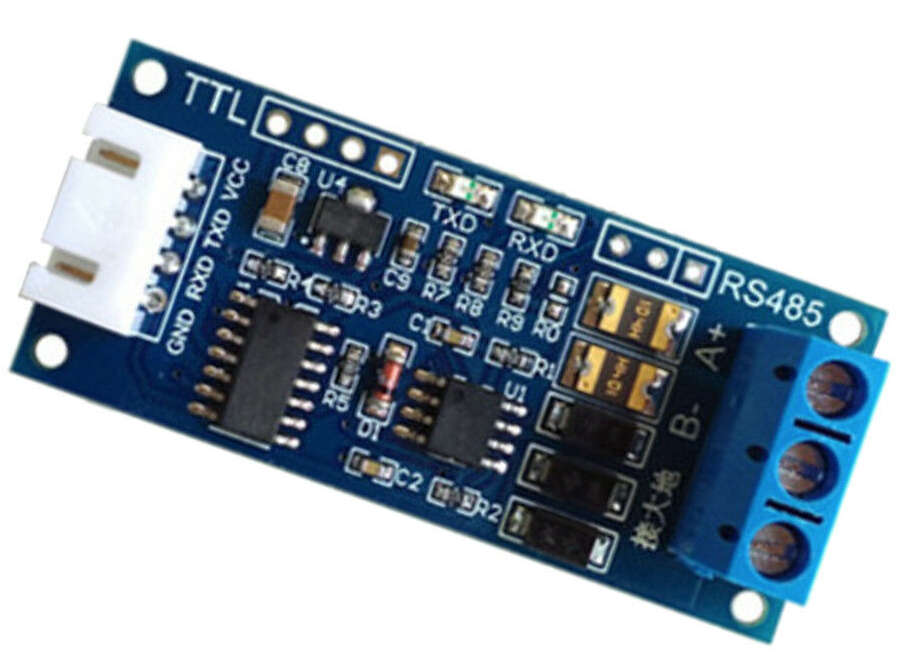 TTL
VCC
TXD
RXD
GND
C8
U4
TXD
RXD
C9
R7
R8
R9
R0
R4
R3
C1
R1
R5
D1
U1
C2
R2
RS485
A+
B-
接大地